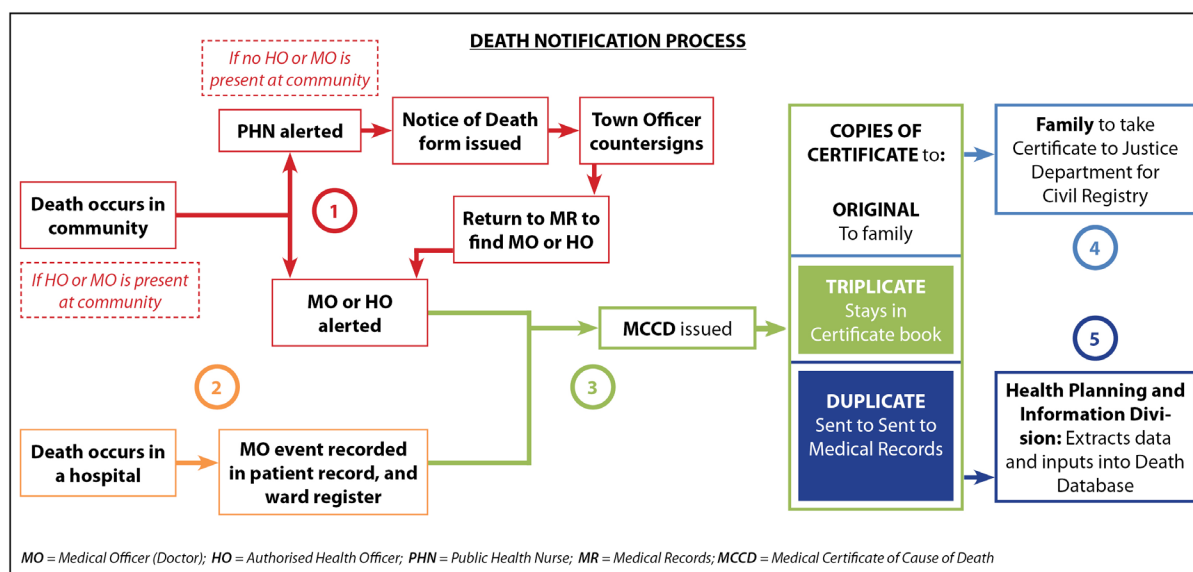 DEATH NOTIFICATION PROCESS
If no HO or MO is
present at community
PHN alerted
Notice of Death
form issued
Town Officer
countersigns
Death occurs in
community
1
Return to MR to
find MO or HO
If HO or MO is present
at community
MO or HO
alerted
2
Death occurs in
a hospital
MO event recorded
in patient record, and
ward register
3
MCCD issued
COPIES OF
CERTIFICATE to:
ORIGINAL
To family
TRIPLICATE
Stays in
Certificate book
DUPLICATE
Sent to Sent to
Medical Records
Family to take
Certificate to Justice
Department for
Civil Registry
4
5
Health Planning and
Information Divi-
sion: Extracts data
and inputs into Death
Database
MO = Medical Officer (Doctor); HO = Authorised Health Officer; PHN = Public Health Nurse; MR = Medical Records; MCCD = Medical Certificate of Cause of Death